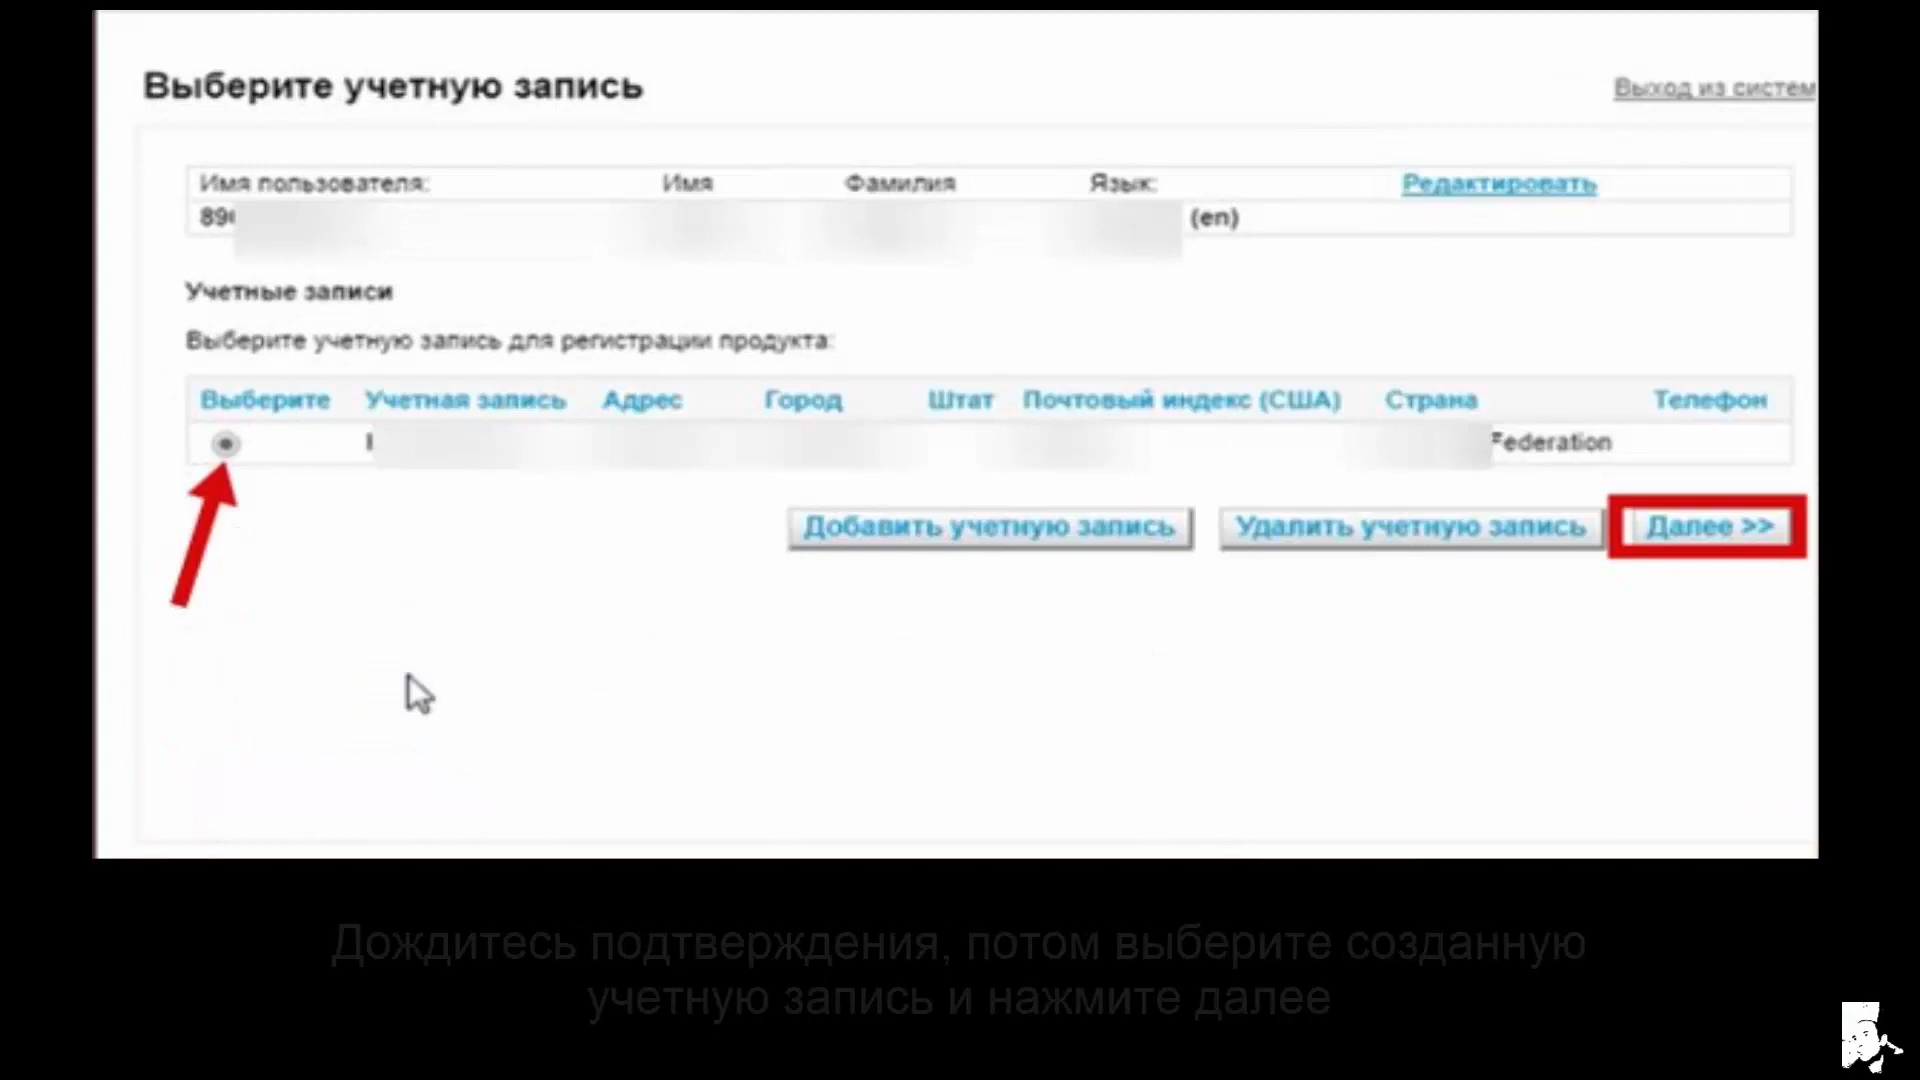 Выберите учетную запись
Выход из систем
Имя пользователя: Имя Фамилия Язык: Редактировать
89 (en)
Учетные записи
Выберите учетную запись для регистрации продукта:
Выберите Учетная запись Адрес Город Штат Почтовый индекс (США) Страна Телефон
Federation
Добавить учетную запись Удалить учетную запись Далее >>
Дождитесь подтверждения, потом выберите созданную
учетную запись и нажмите далее